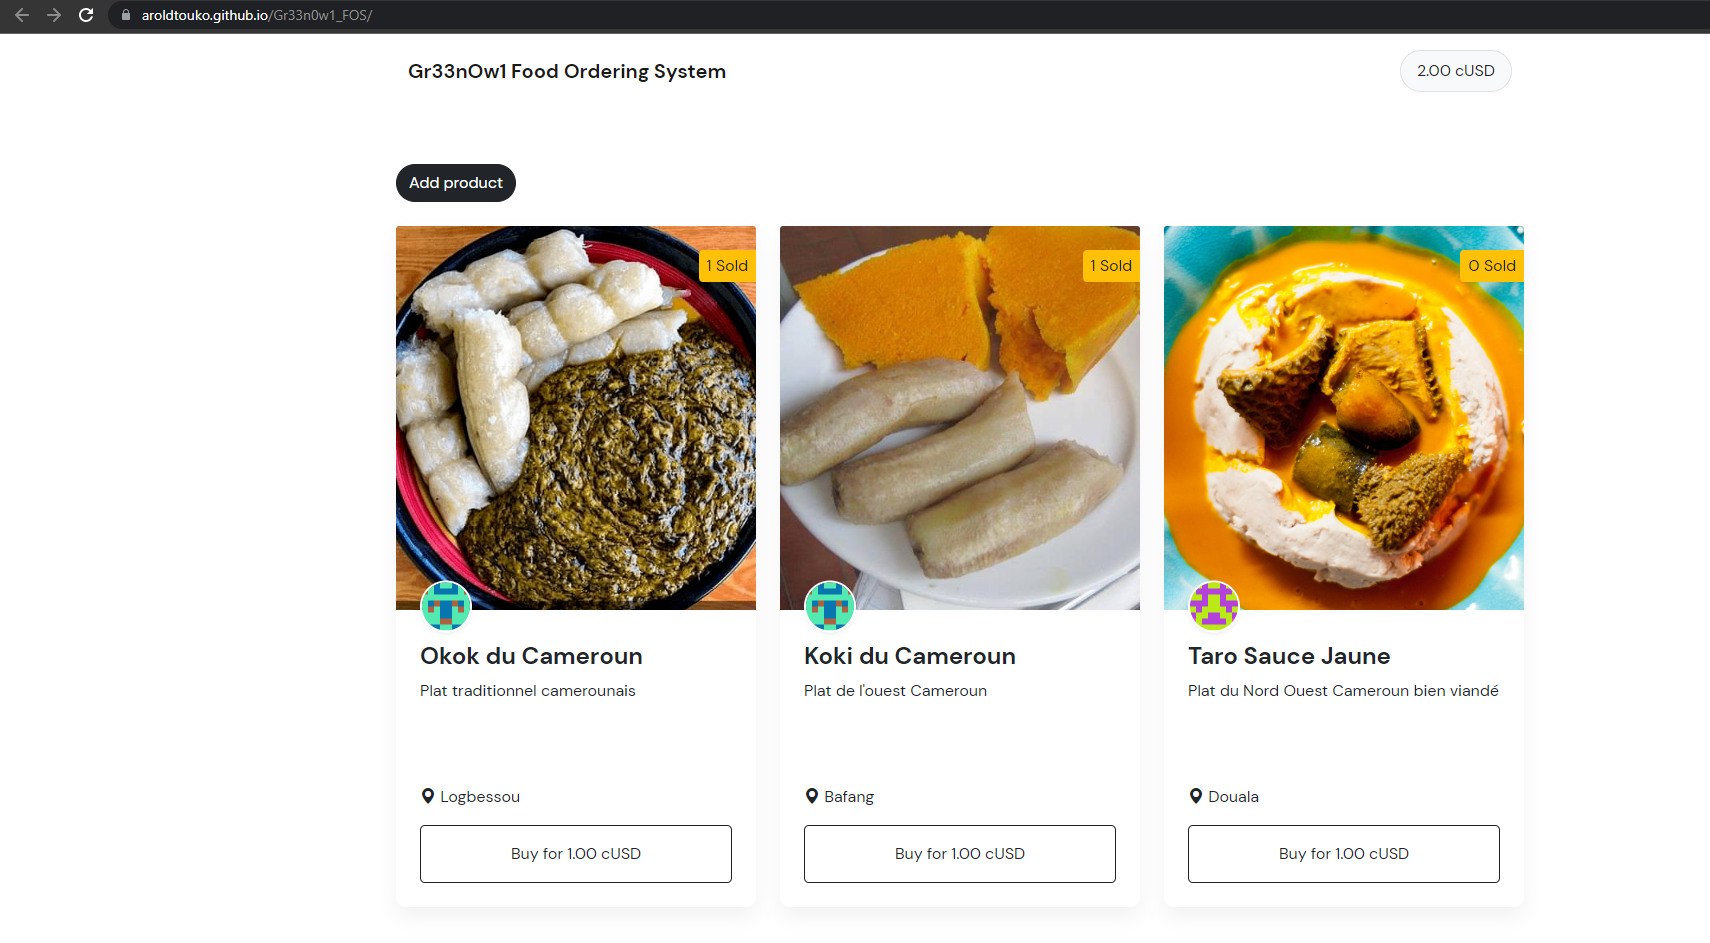 aroldtouko.github.io/Gr33n0w1_FOS/
Gr33nOw1 Food Ordering System
2.00 cUSD
Add product
1 Sold
1 Sold
0 Sold
Okok du Cameroun
Plat traditionnel camerounais
Logbessou
Buy for 1.00 cUSD
Koki du Cameroun
Plat de l'ouest Cameroun
Bafang
Buy for 1.00 cUSD
Taro Sauce Jaune
Plat du Nord Ouest Cameroun bien viandé
Douala
Buy for 1.00 cUSD